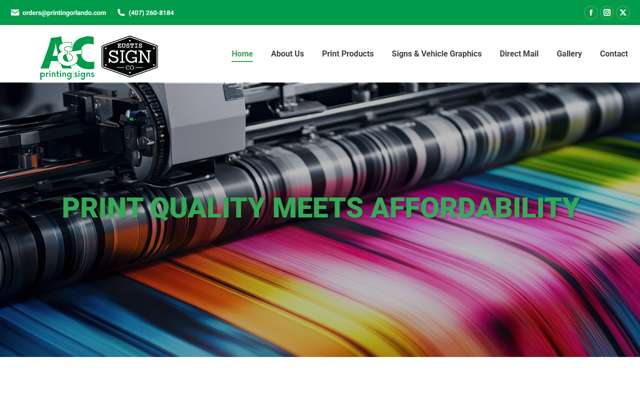 orders@printingorlando.com
(407) 260-8184
A&C
printing signs
EUSTIS
SIGN
CO
Home
About Us
Print Products
Signs & Vehicle Graphics
Direct Mail
Gallery
Contact
PRINT QUALITY MEETS AFFORDABILITY